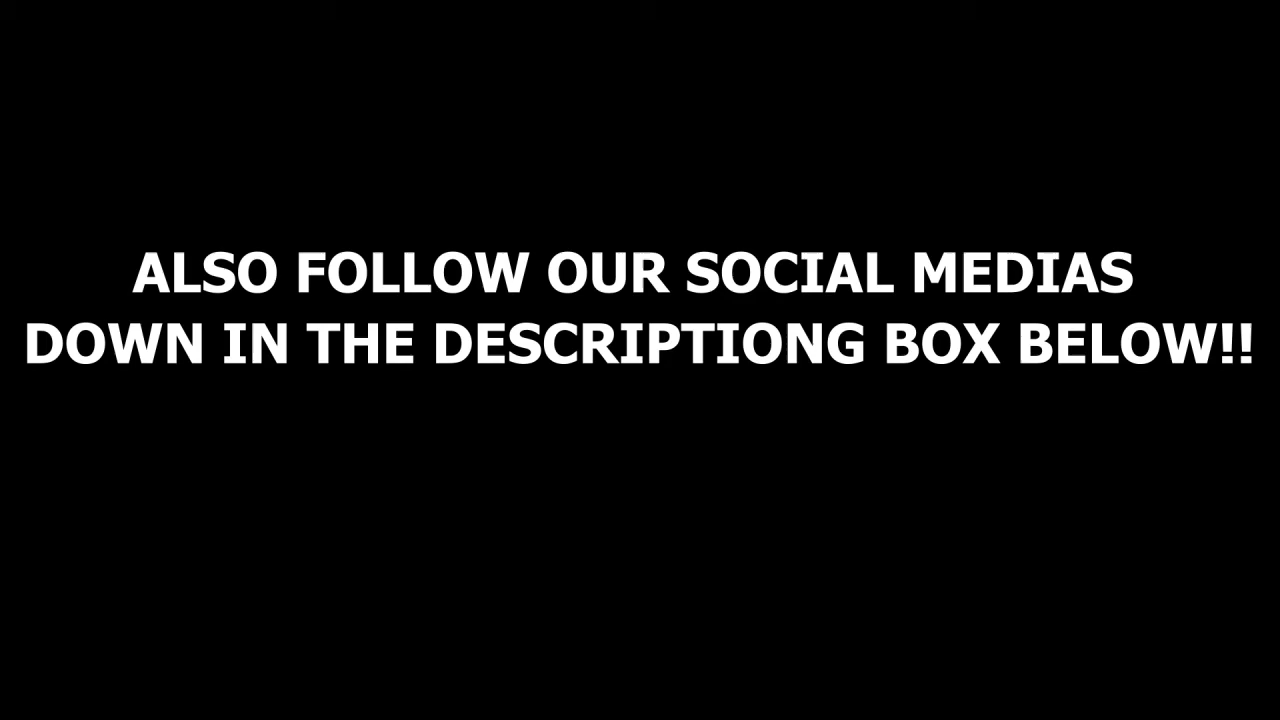 ALSO FOLLOW OUR SOCIAL MEDIAS
DOWN IN THE DESCRIPTIONG BOX BELOW!!